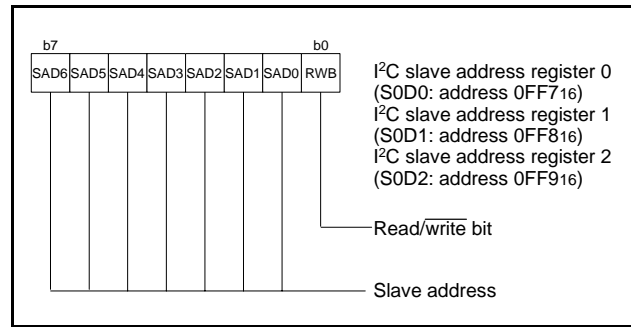 b7 b0
SAD6 SAD5 SAD4 SAD3 SAD2 SAD1 SAD0 RWB
I²C slave address register 0
(S0D0: address 0FF7₁₆)
I²C slave address register 1
(S0D1: address 0FF8₁₆)
I²C slave address register 2
(S0D2: address 0FF9₁₆)
Read/w̅r̅i̅t̅e̅ bit
Slave address